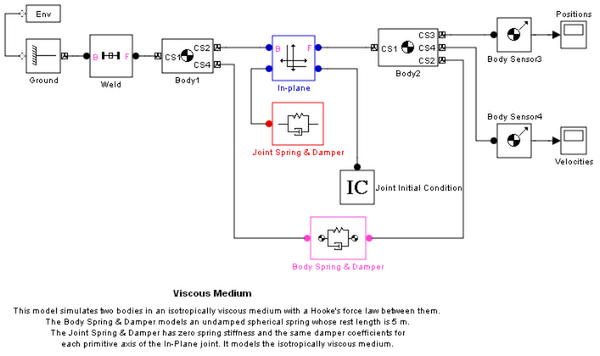 Env
Ground
B
F
Weld
CS1
CS2
CS4
Body1
B
F
In-plane
Joint Spring & Damper
IC
Joint Initial Condition
Body Spring & Damper
CS1
CS3
CS4
CS2
Body2
Positions
Body Sensor3
Body Sensor4
Velocities
Viscous Medium
This model simulates two bodies in an isotropically viscous medium with a Hooke's force law between them.
The Body Spring & Damper models an undamped spherical spring whose rest length is 5 m.
The Joint Spring & Damper has zero spring stiffness and the same damper coefficients for
each primitive axis of the In-Plane joint. It models the isotropically viscous medium.